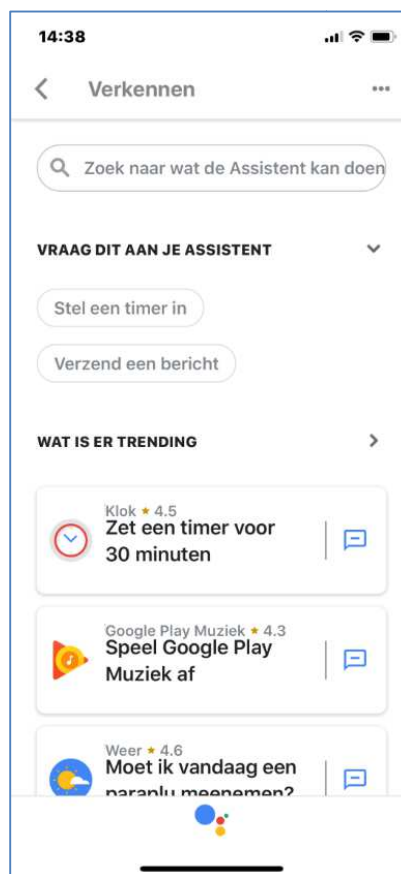 14:38
Verkennen
Zoek naar wat de Assistent kan doen
VRAAG DIT AAN JE ASSISTENT
Stel een timer in
Verzend een bericht
WAT IS ER TRENDING
Klok ★ 4.5
Zet een timer voor
30 minuten
Google Play Muziek ★ 4.3
Speel Google Play
Muziek af
Weer ★ 4.6
Moet ik vandaag een
paraplu meenemen?